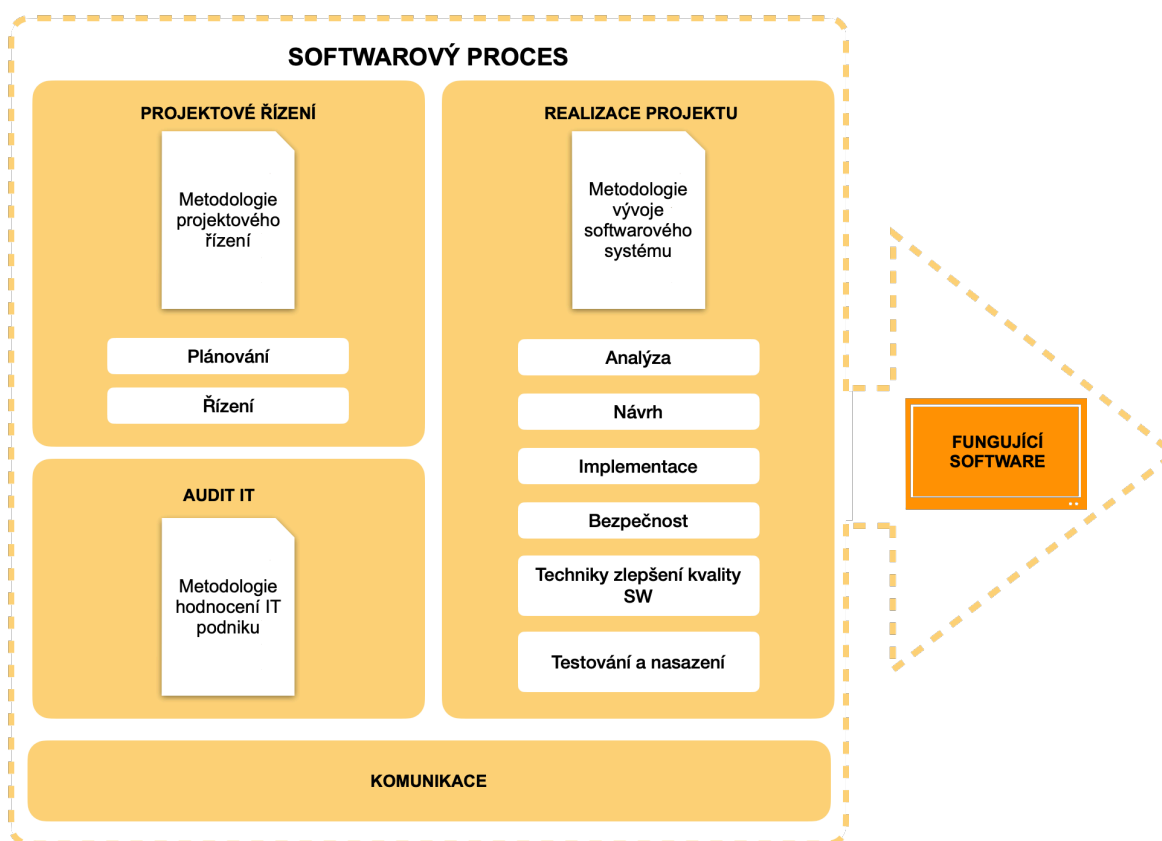 SOFTWAROVÝ PROCES
PROJEKTOVÉ ŘÍZENÍ
Metodologie
projektového
řízení
Plánování
Řízení
AUDIT IT
Metodologie
hodnocení IT
podniku
REALIZACE PROJEKTU
Metodologie
vývoje
softwarového
systému
Analýza
Návrh
Implementace
Bezpečnost
Techniky zlepšení kvality
SW
Testování a nasazení
KOMUNIKACE
FUNGUJÍCÍ
SOFTWARE